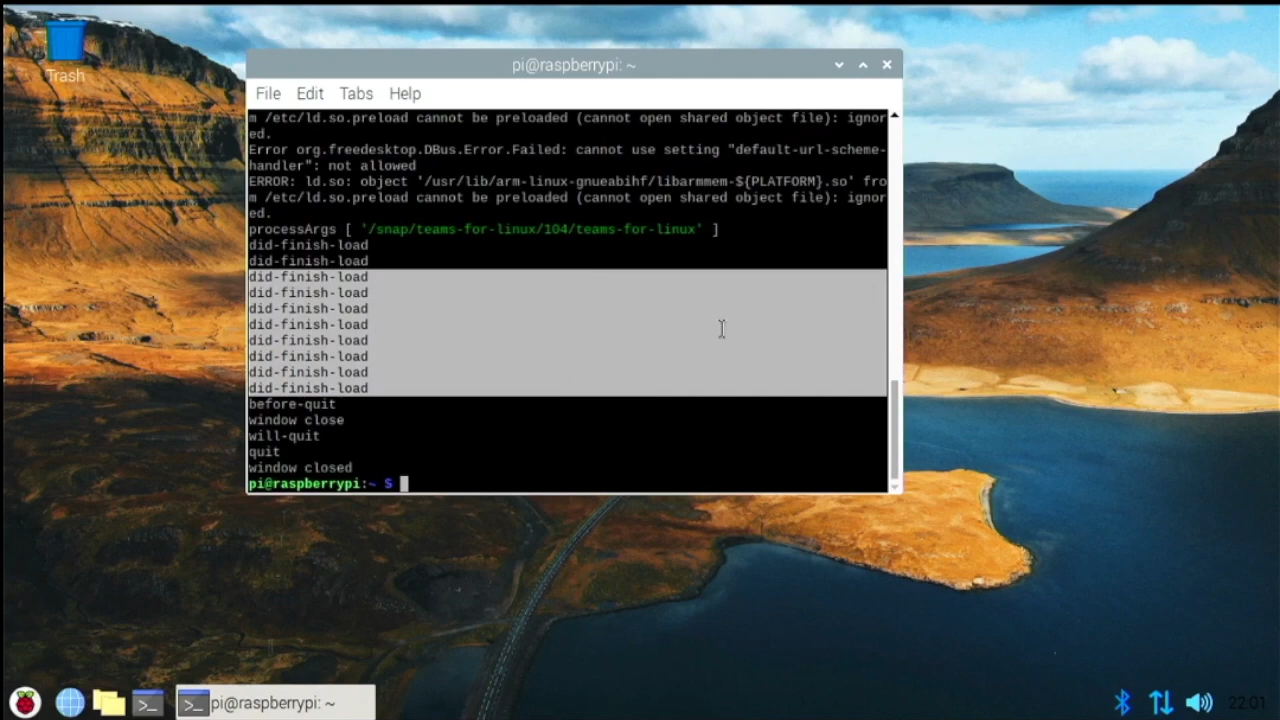 Trash
pi@raspberrypi: ~
File Edit Tabs Help
m /etc/ld.so.preload cannot be preloaded (cannot open shared object file): ignor
ed.
Error org.freedesktop.DBus.Error.Failed: cannot use setting "default-url-scheme-
handler": not allowed
ERROR: ld.so: object '/usr/lib/arm-linux-gnueabihf/libarmmem-${PLATFORM}.so' fro
m /etc/ld.so.preload cannot be preloaded (cannot open shared object file): ignor
ed.
processArgs [ '/snap/teams-for-linux/104/teams-for-linux' ]
did-finish-load
did-finish-load
did-finish-load
did-finish-load
did-finish-load
did-finish-load
did-finish-load
did-finish-load
did-finish-load
did-finish-load
before-quit
window close
will-quit
quit
window closed
pi@raspberrypi:~ $
pi@raspberrypi: ~
22:01